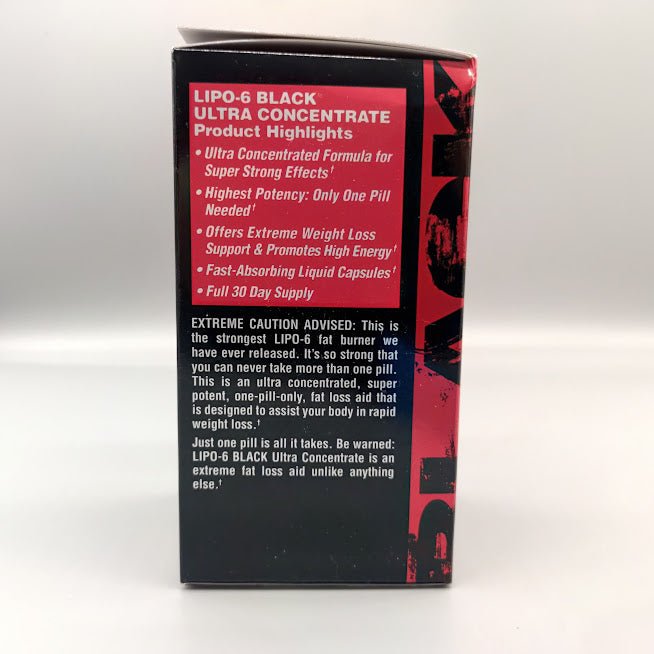 LIPO-6 BLACK
ULTRA CONCENTRATE
Product Highlights
• Ultra Concentrated Formula for
Super Strong Effects†
• Highest Potency: Only One Pill
Needed†
• Offers Extreme Weight Loss
Support & Promotes High Energy†
• Fast-Absorbing Liquid Capsules†
• Full 30 Day Supply
EXTREME CAUTION ADVISED: This is
the strongest LIPO-6 fat burner we
have ever released. It's so strong that
you can never take more than one pill.
This is an ultra concentrated, super
potent, one-pill-only, fat loss aid that
is designed to assist your body in rapid
weight loss.†
Just one pill is all it takes. Be warned:
LIPO-6 BLACK Ultra Concentrate is an
extreme fat loss aid unlike anything
else.†
BLACK